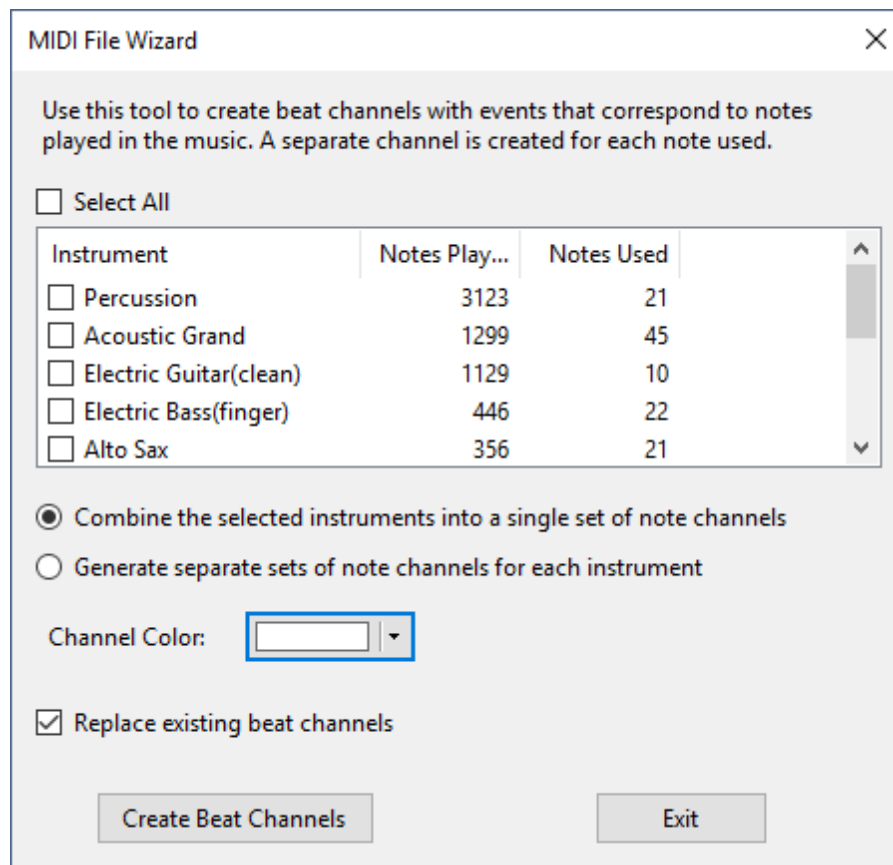 MIDI File Wizard
Use this tool to create beat channels with events that correspond to notes
played in the music. A separate channel is created for each note used.
Select All
Instrument Notes Play... Notes Used
Percussion 3123 21
Acoustic Grand 1299 45
Electric Guitar(clean) 1129 10
Electric Bass(finger) 446 22
Alto Sax 356 21
Combine the selected instruments into a single set of note channels
Generate separate sets of note channels for each instrument
Channel Color:
Replace existing beat channels
Create Beat Channels Exit